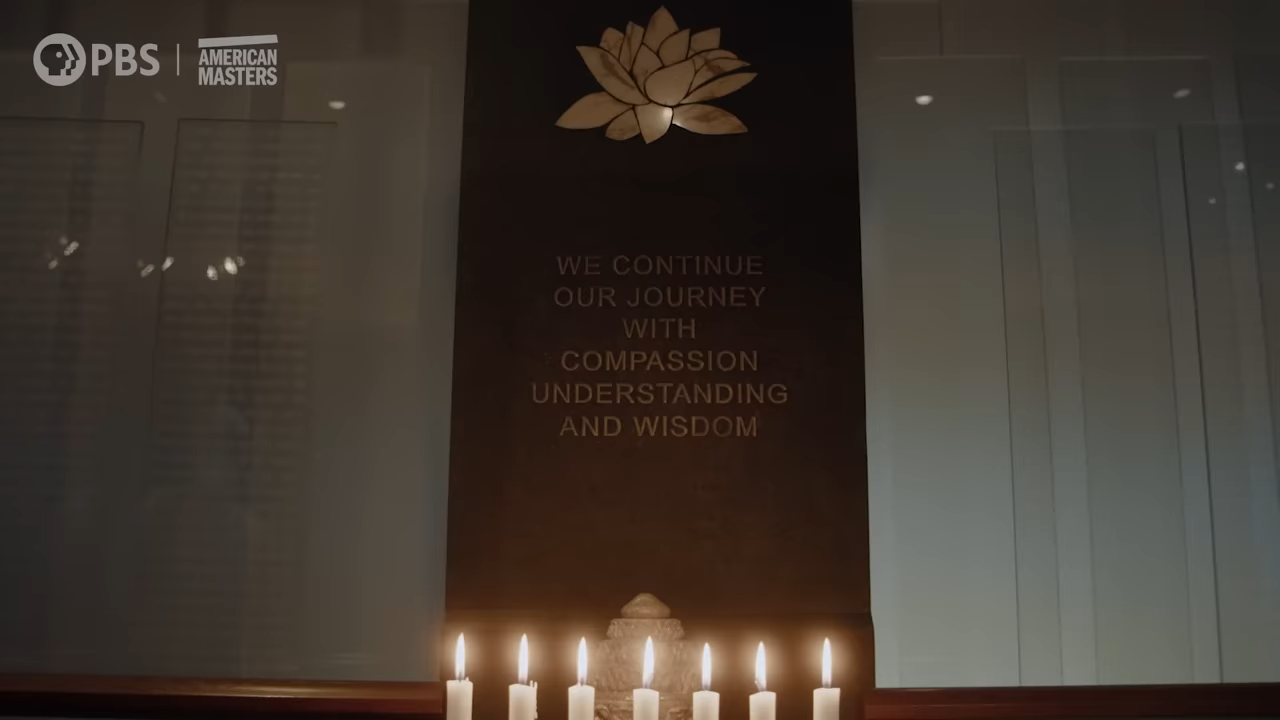 PBS
AMERICAN
MASTERS
WE CONTINUE
OUR JOURNEY
WITH
COMPASSION
UNDERSTANDING
AND WISDOM